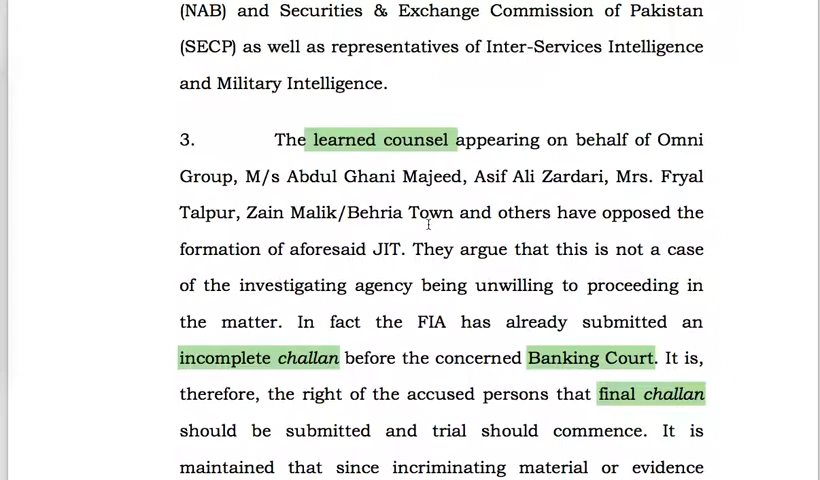 (NAB) and Securities & Exchange Commission of Pakistan
(SECP) as well as representatives of Inter-Services Intelligence
and Military Intelligence.
3. The learned counsel appearing on behalf of Omni
Group, M/s Abdul Ghani Majeed, Asif Ali Zardari, Mrs. Fryal
Talpur, Zain Malik/Behria Town and others have opposed the
formation of aforesaid JIT. They argue that this is not a case
of the investigating agency being unwilling to proceeding in
the matter. In fact the FIA has already submitted an
incomplete challan before the concerned Banking Court. It is,
therefore, the right of the accused persons that final challan
should be submitted and trial should commence. It is
maintained that since incriminating material or evidence